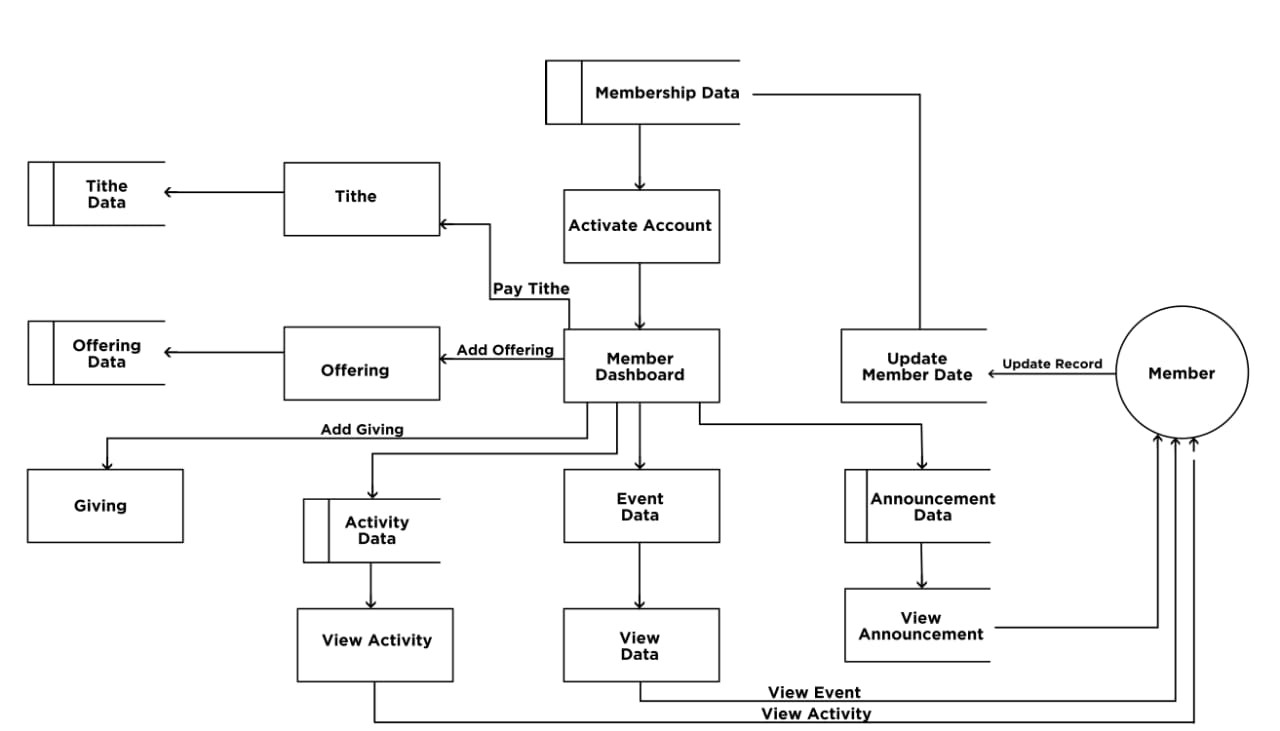 Membership Data
Tithe
Data
Tithe
Activate Account
Pay Tithe
Offering
Data
Offering
Add Offering
Member
Dashboard
Update
Member Date
Update Record
Member
Add Giving
Giving
Activity
Data
Event
Data
Announcement
Data
View Activity
View
Data
View
Announcement
View Event
View Activity